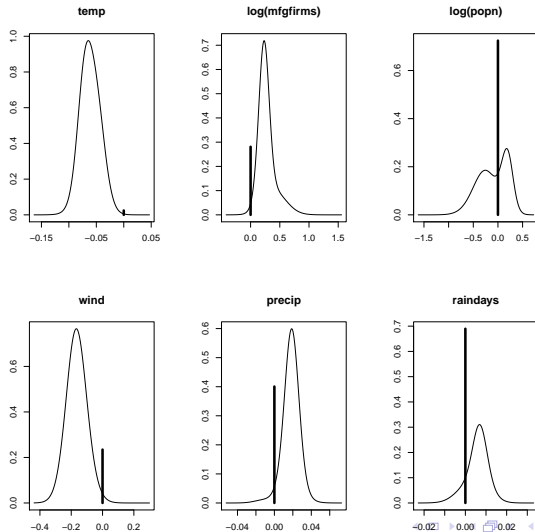 temp
log(mfgfirms)
log(popn)
0.0 0.2 0.4 0.6 0.8 1.0
−0.15 −0.05 0.05
0.0 0.1 0.2 0.3 0.4 0.5 0.6 0.7
0.0 0.5 1.0 1.5
0.0 0.2 0.4 0.6
−1.5 −0.5 0.0 0.5
wind
precip
raindays
0.0 0.2 0.4 0.6
−0.4 −0.2 0.0 0.2
0.0 0.1 0.2 0.3 0.4 0.5 0.6
−0.04 0.00 0.04
0.0 0.1 0.2 0.3 0.4 0.5 0.6 0.7
−0.02 0.00 0.02